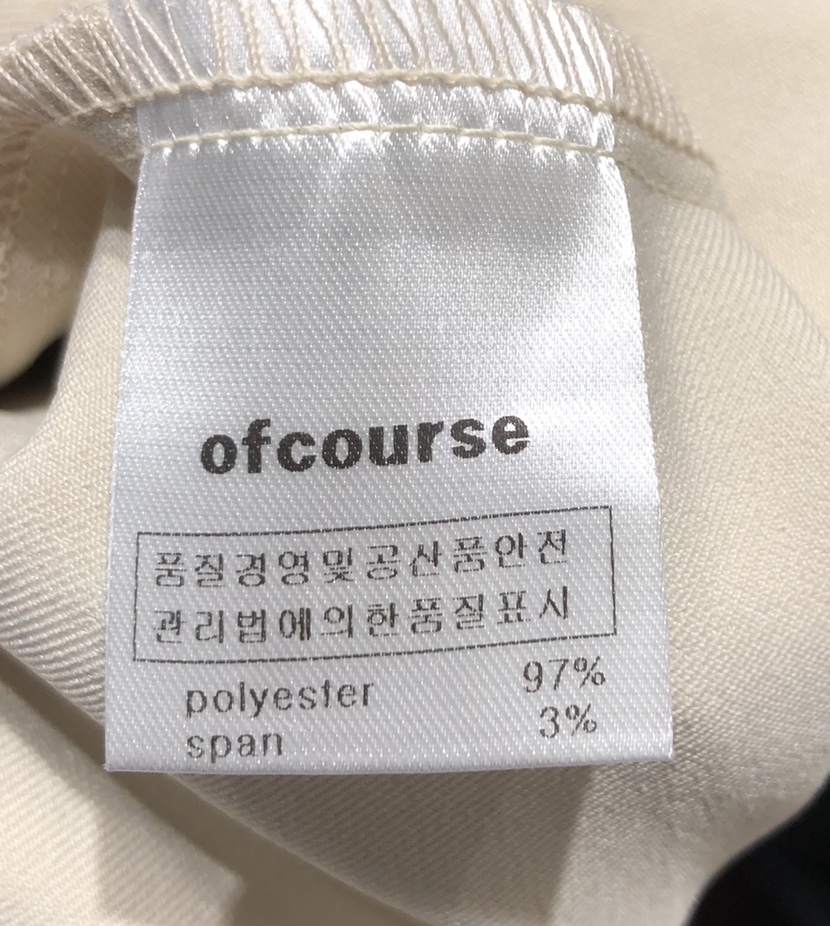 ofcourse
품질경영및공산품안전
관리법에의한품질표시
polyester 97%
span 3%